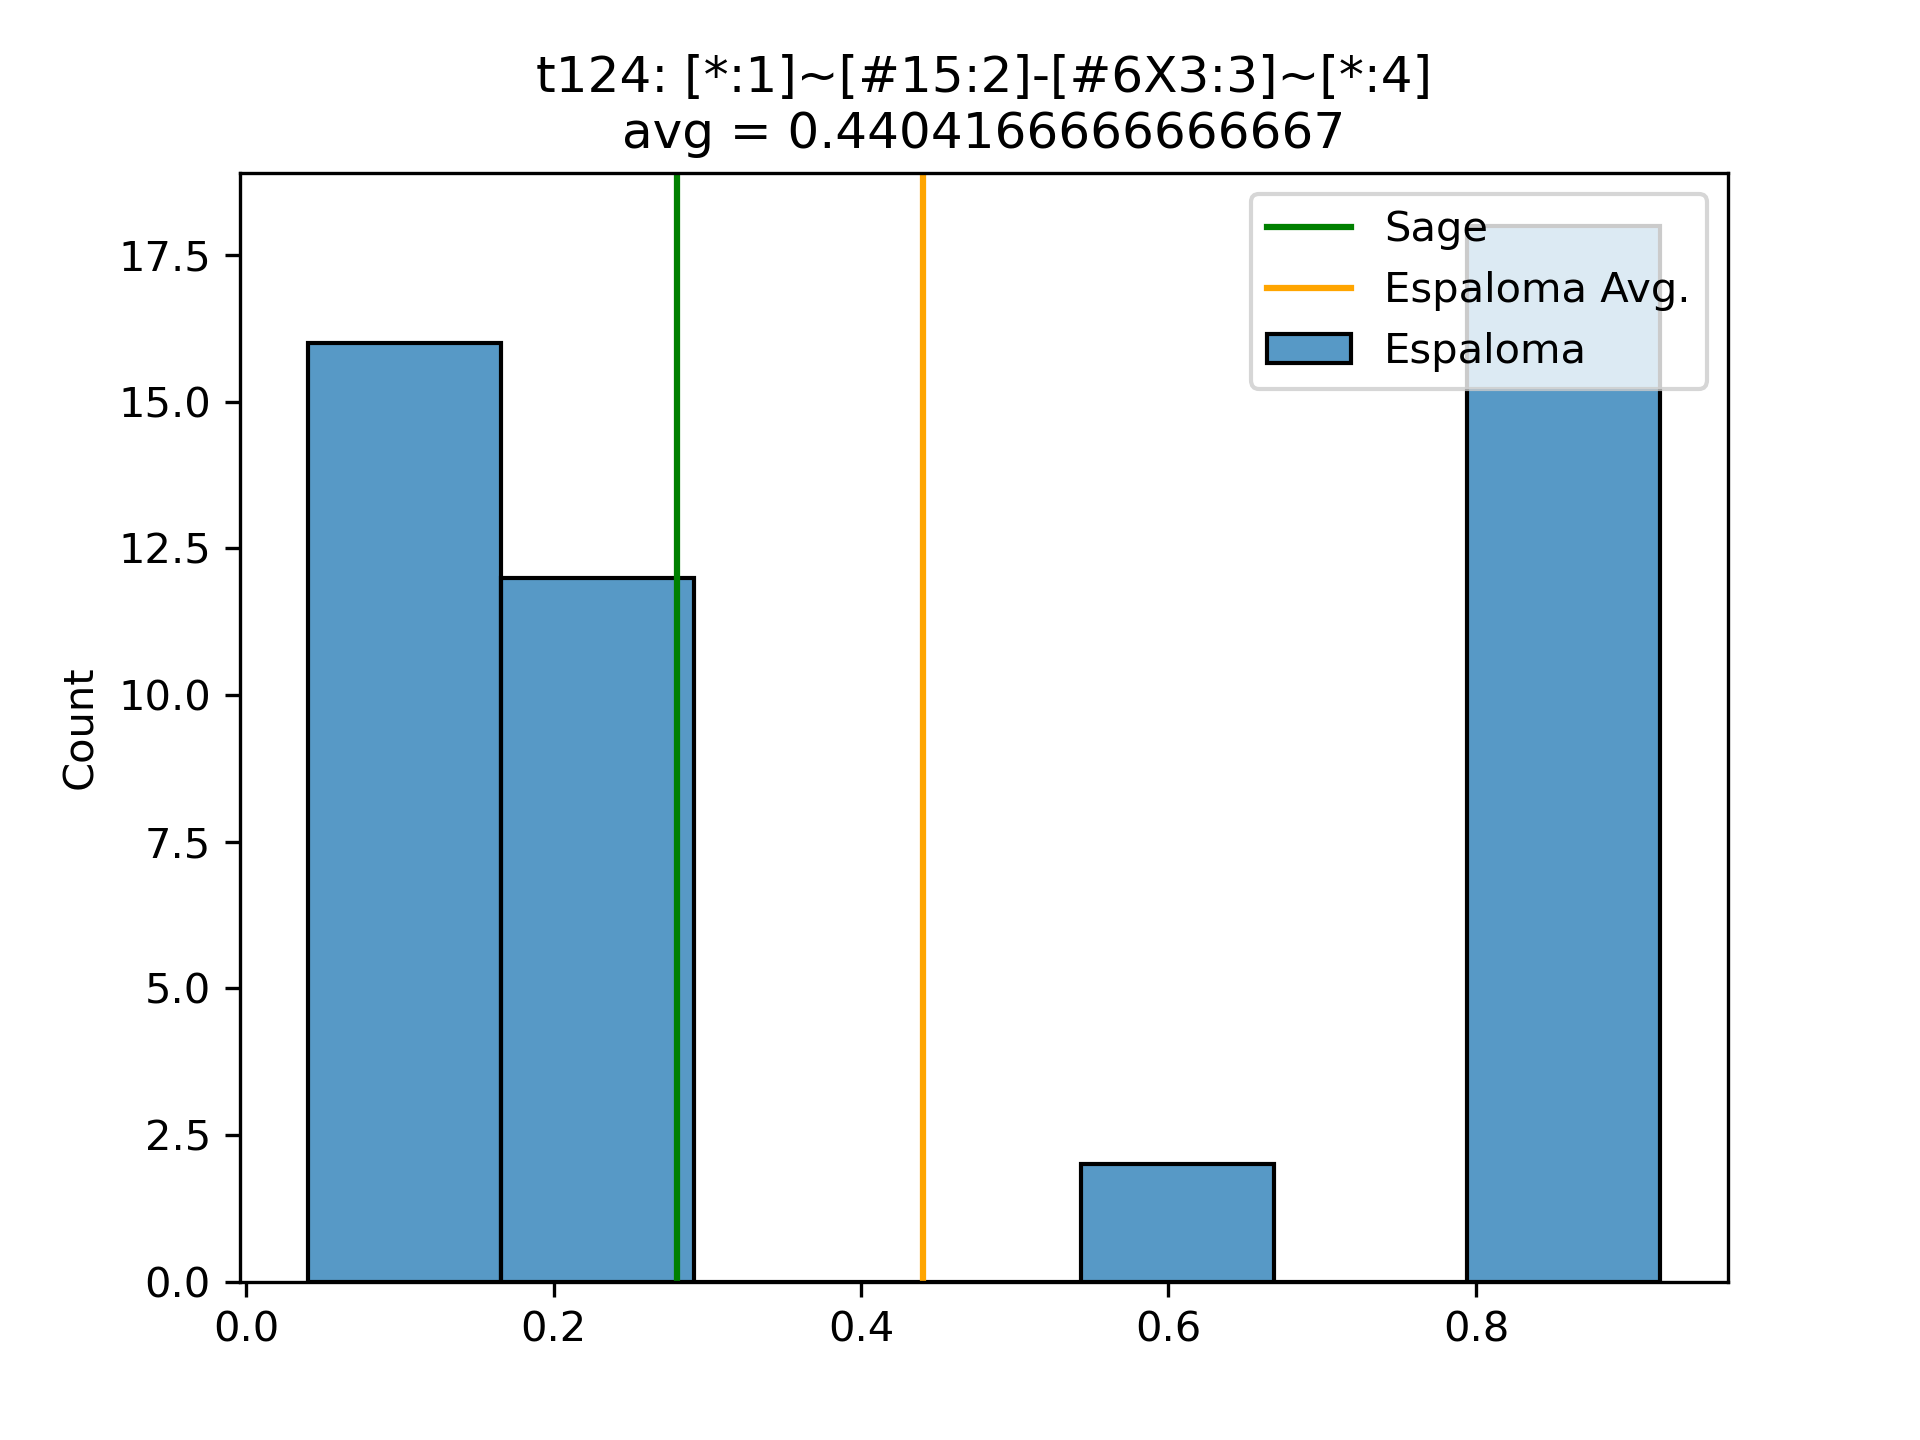 t124: [*:1]~[#15:2]-[#6X3:3]~[*:4]
avg = 0.44041666666666667
Sage
Espaloma Avg.
Espaloma
17.5
15.0
12.5
10.0
7.5
5.0
2.5
0.0
Count
0.0 0.2 0.4 0.6 0.8